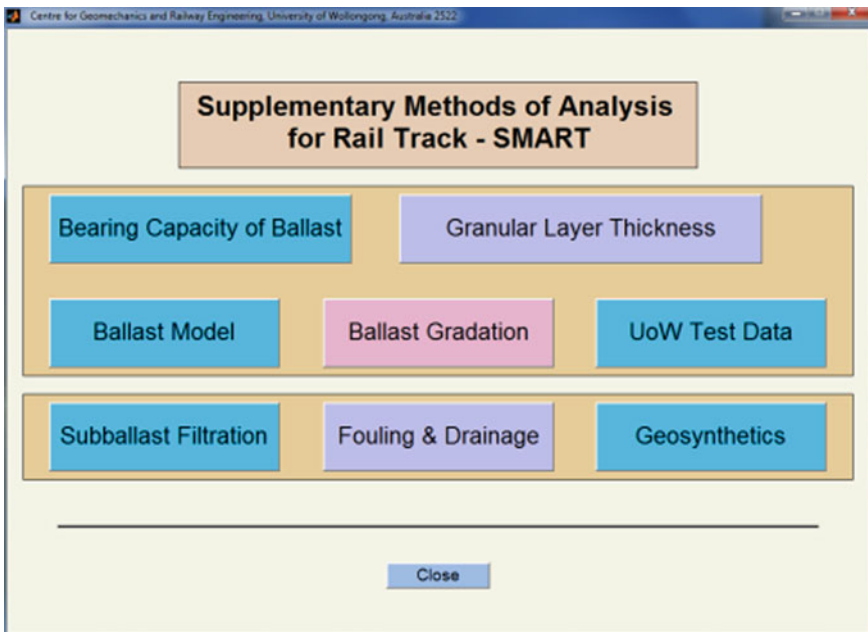 Centre for Geomechanics and Railway Engineering, University of Wollongong, Australia 2522
Supplementary Methods of Analysis
for Rail Track - SMART
Bearing Capacity of Ballast
Granular Layer Thickness
Ballast Model
Ballast Gradation
UoW Test Data
Subballast Filtration
Fouling & Drainage
Geosynthetics
Close